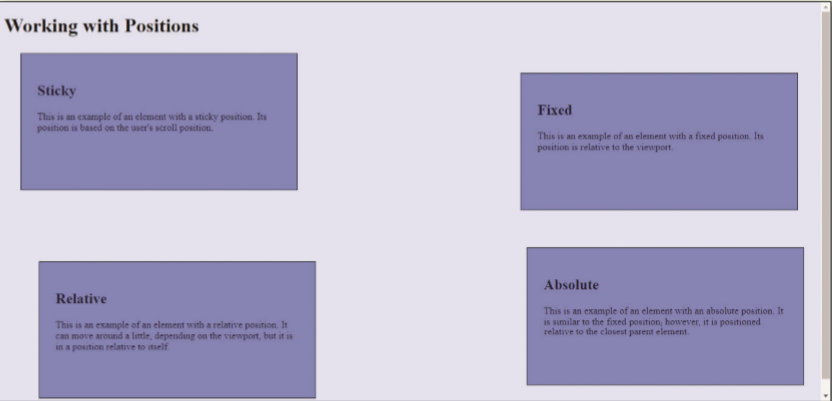 Working with Positions
Sticky
This is an example of an element with a sticky position. Its
position is based on the user's scroll position.
Fixed
This is an example of an element with a fixed position. Its
position is relative to the viewport.
Relative
This is an example of an element with a relative position. It
can move around a little, depending on the viewport, but it is
in a position relative to itself.
Absolute
This is an example of an element with an absolute position. It
is similar to the fixed position, however, it is positioned
relative to the closest parent element.